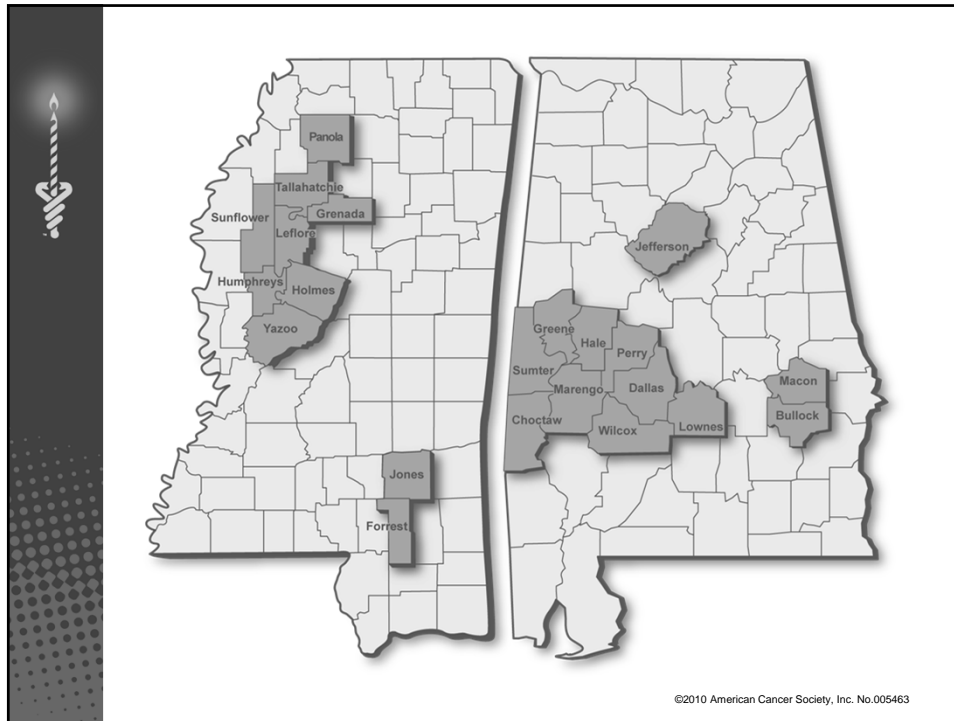 Panola
Tallahatchie
Sunflower
Grenada
Leflore
Humphreys
Holmes
Yazoo
Jones
Forrest
Jefferson
Greene
Hale
Perry
Sumter
Marengo
Dallas
Choctaw
Wilcox
Lownes
Macon
Bullock
©2010 American Cancer Society, Inc. No.005463